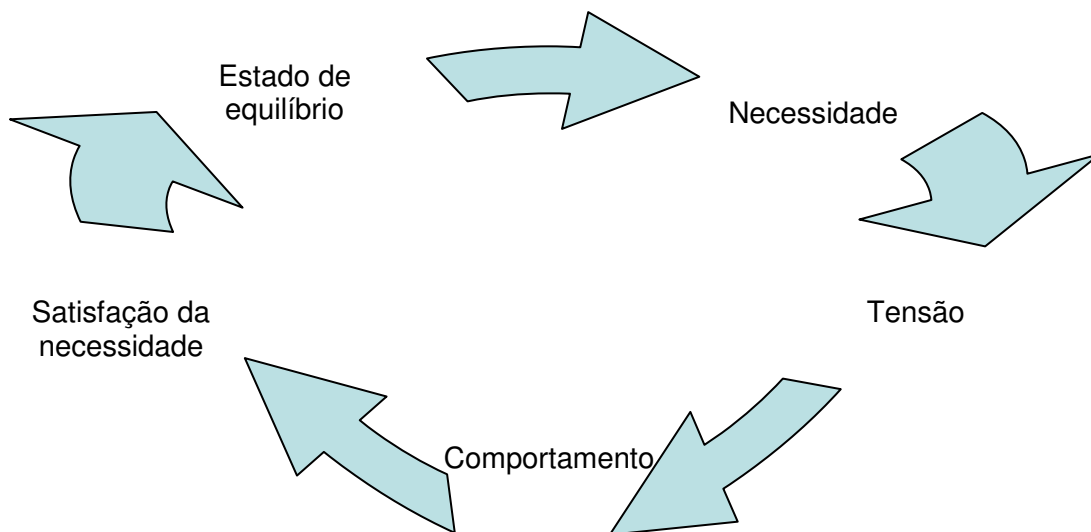 Estado de
equilíbrio
Necessidade
Tensão
Comportamento
Satisfação da
necessidade